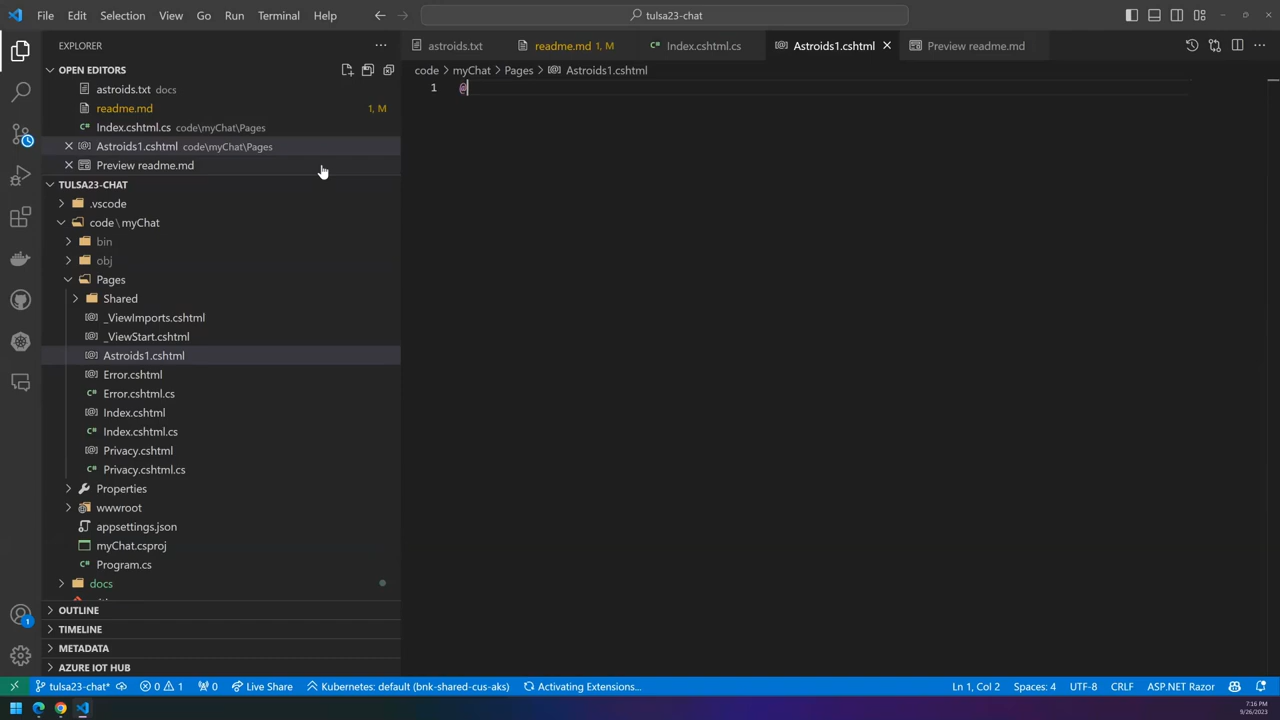 File Edit Selection View Go Run Terminal Help tulsa23-chat
EXPLORER
OPEN EDITORS
astroids.txt docs
readme.md 1, M
Index.cshtml.cs code\myChat\Pages
Astroids1.cshtml code\myChat\Pages
Preview readme.md
TULSA23-CHAT
.vscode
code \ myChat
bin
obj
Pages
Shared
_ViewImports.cshtml
_ViewStart.cshtml
Astroids1.cshtml
Error.cshtml
Error.cshtml.cs
Index.cshtml
Index.cshtml.cs
Privacy.cshtml
Privacy.cshtml.cs
Properties
wwwroot
appsettings.json
myChat.csproj
Program.cs
docs
OUTLINE
TIMELINE
METADATA
AZURE IOT HUB
astroids.txt readme.md 1, M Index.cshtml.cs Astroids1.cshtml Preview readme.md
code > myChat > Pages > Astroids1.cshtml
1 @
tulsa23-chat* 0 1 0 Live Share Kubernetes: default (bnk-shared-cus-aks) Activating Extensions... Ln 1, Col 2 Spaces: 4 UTF-8 CRLF ASP.NET Razor
7:16 PM
9/26/2023